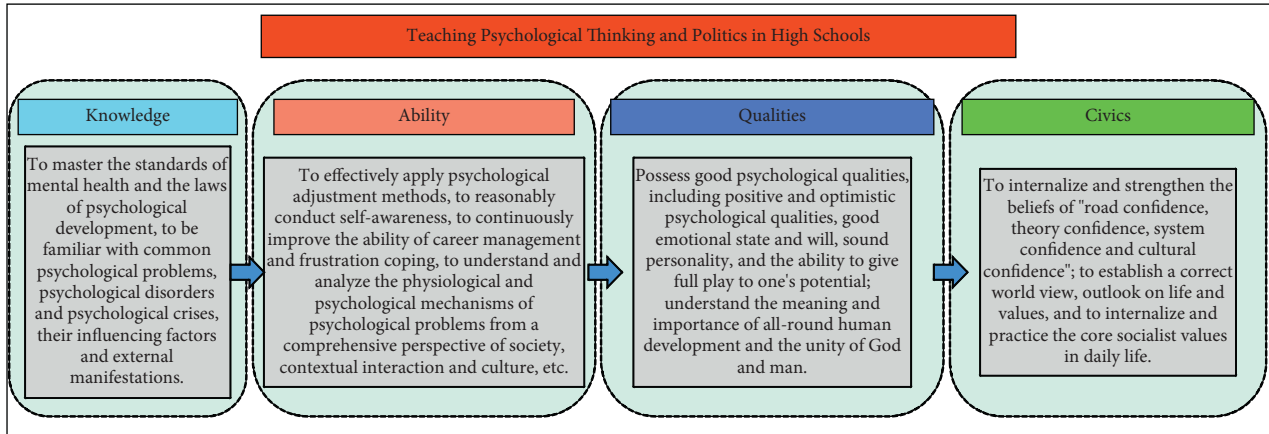 Teaching Psychological Thinking and Politics in High Schools
Knowledge
To master the standards of
mental health and the laws
of psychological
development, to be
familiar with common
psychological problems,
psychological disorders
and psychological crises,
their influencing factors
and external
manifestations.
Ability
To effectively apply psychological
adjustment methods, to reasonably
conduct self-awareness, to continuously
improve the ability of career management
and frustration coping, to understand and
analyze the physiological and
psychological mechanisms of
psychological problems from a
comprehensive perspective of society,
contextual interaction and culture, etc.
Qualities
Possess good psychological qualities,
including positive and optimistic
psychological qualities, good
emotional state and will, sound
personality, and the ability to give
full play to one's potential;
understand the meaning and
importance of all-round human
development and the unity of God
and man.
Civics
To internalize and strengthen the
beliefs of "road confidence,
theory confidence, system
confidence and cultural
confidence"; to establish a correct
world view, outlook on life and
values, and to internalize and
practice the core socialist values
in daily life.